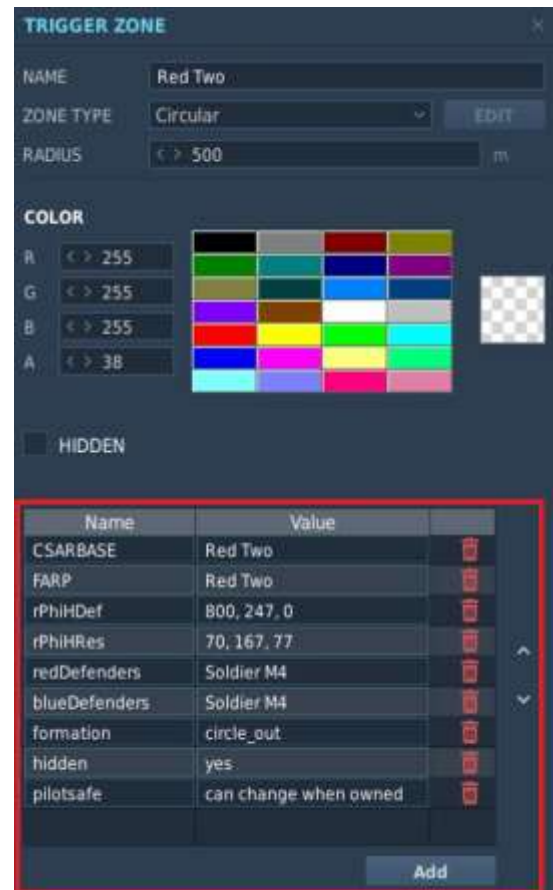 TRIGGER ZONE
NAME Red Two
ZONE TYPE Circular EDIT
RADIUS < > 500 m
COLOR
R < > 255
G < > 255
B < > 255
A < > 38
HIDDEN
Name Value
CSARBASE Red Two
FARP Red Two
rPhiHDef 800, 247, 0
rPhiHRes 70, 167, 77
redDefenders Soldier M4
blueDefenders Soldier M4
formation circle_out
hidden yes
pilotsafe can change when owned
Add